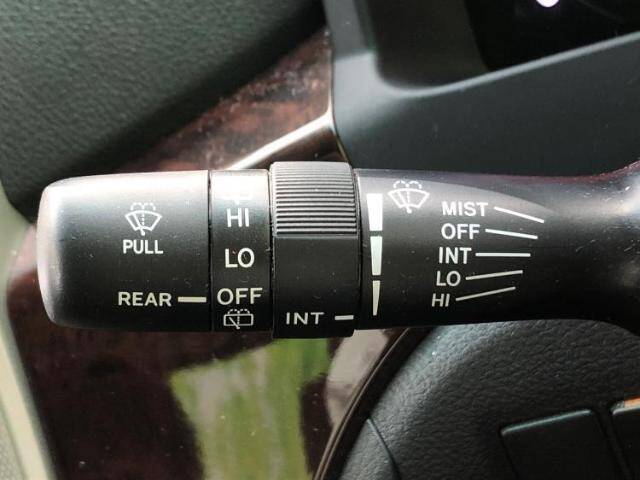 PULL
REAR
HI
LO
OFF
INT
MIST
OFF
INT
LO
HI